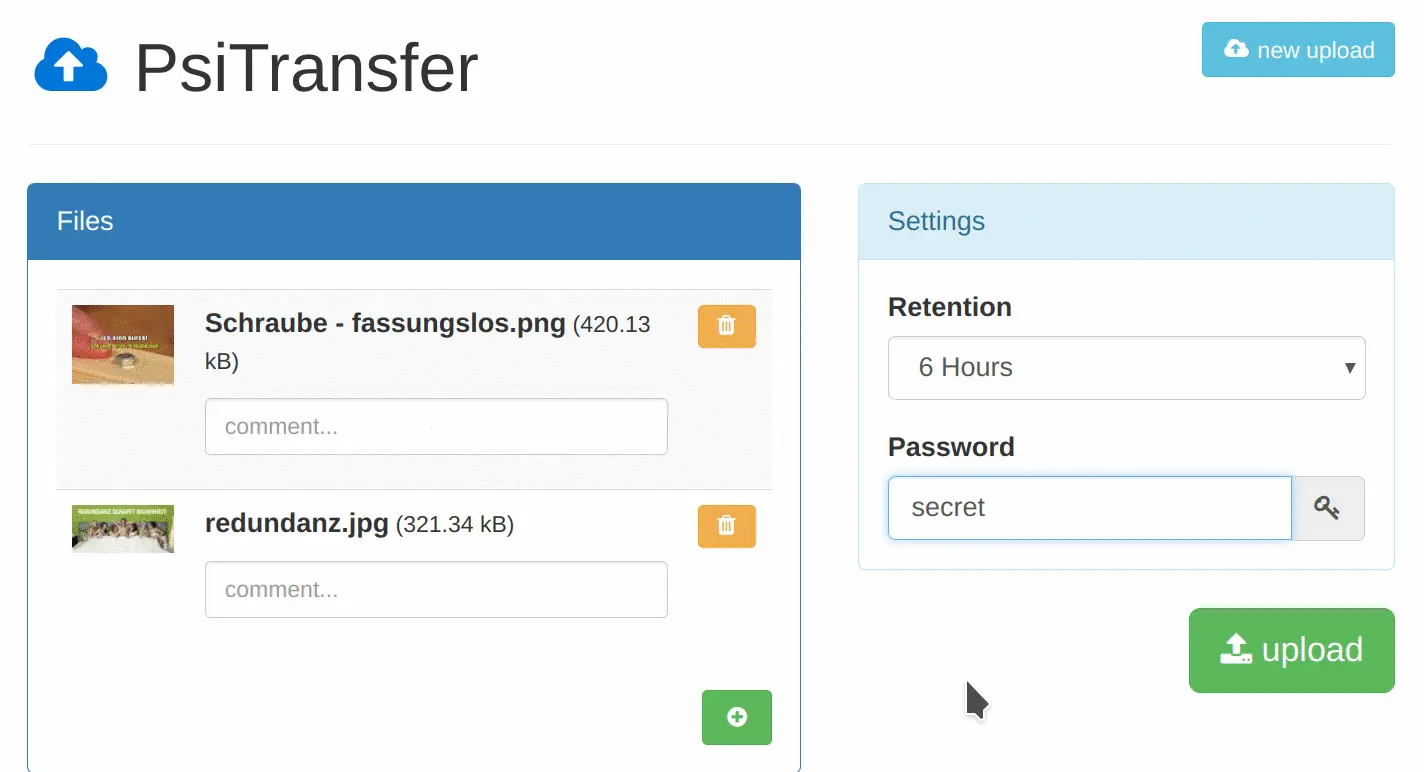 PsiTransfer
new upload
Files
Schraube - fassungslos.png (420.13
kB)
comment...
redundanz.jpg (321.34 kB)
comment...
Settings
Retention
6 Hours
Password
secret
upload